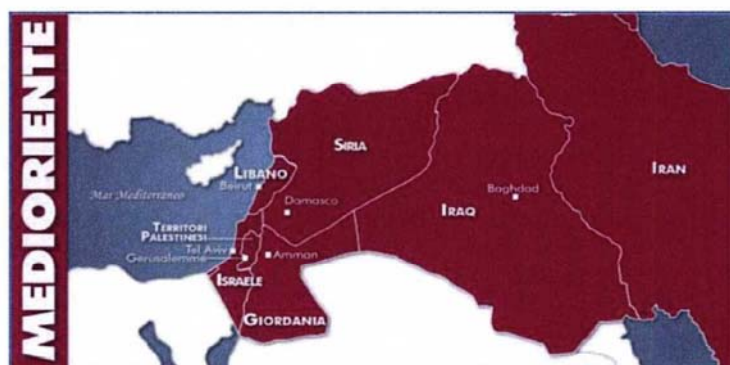 MEDIORIENTE
SIRIA
LIBANO
Beirut
IRAN
Mar Mediterraneo
Damasco
Baghdad
IRAQ
TERRITORI
PALESTINESI
Tel Aviv
Gerusalemme
Amman
ISRAELE
GIORDANIA